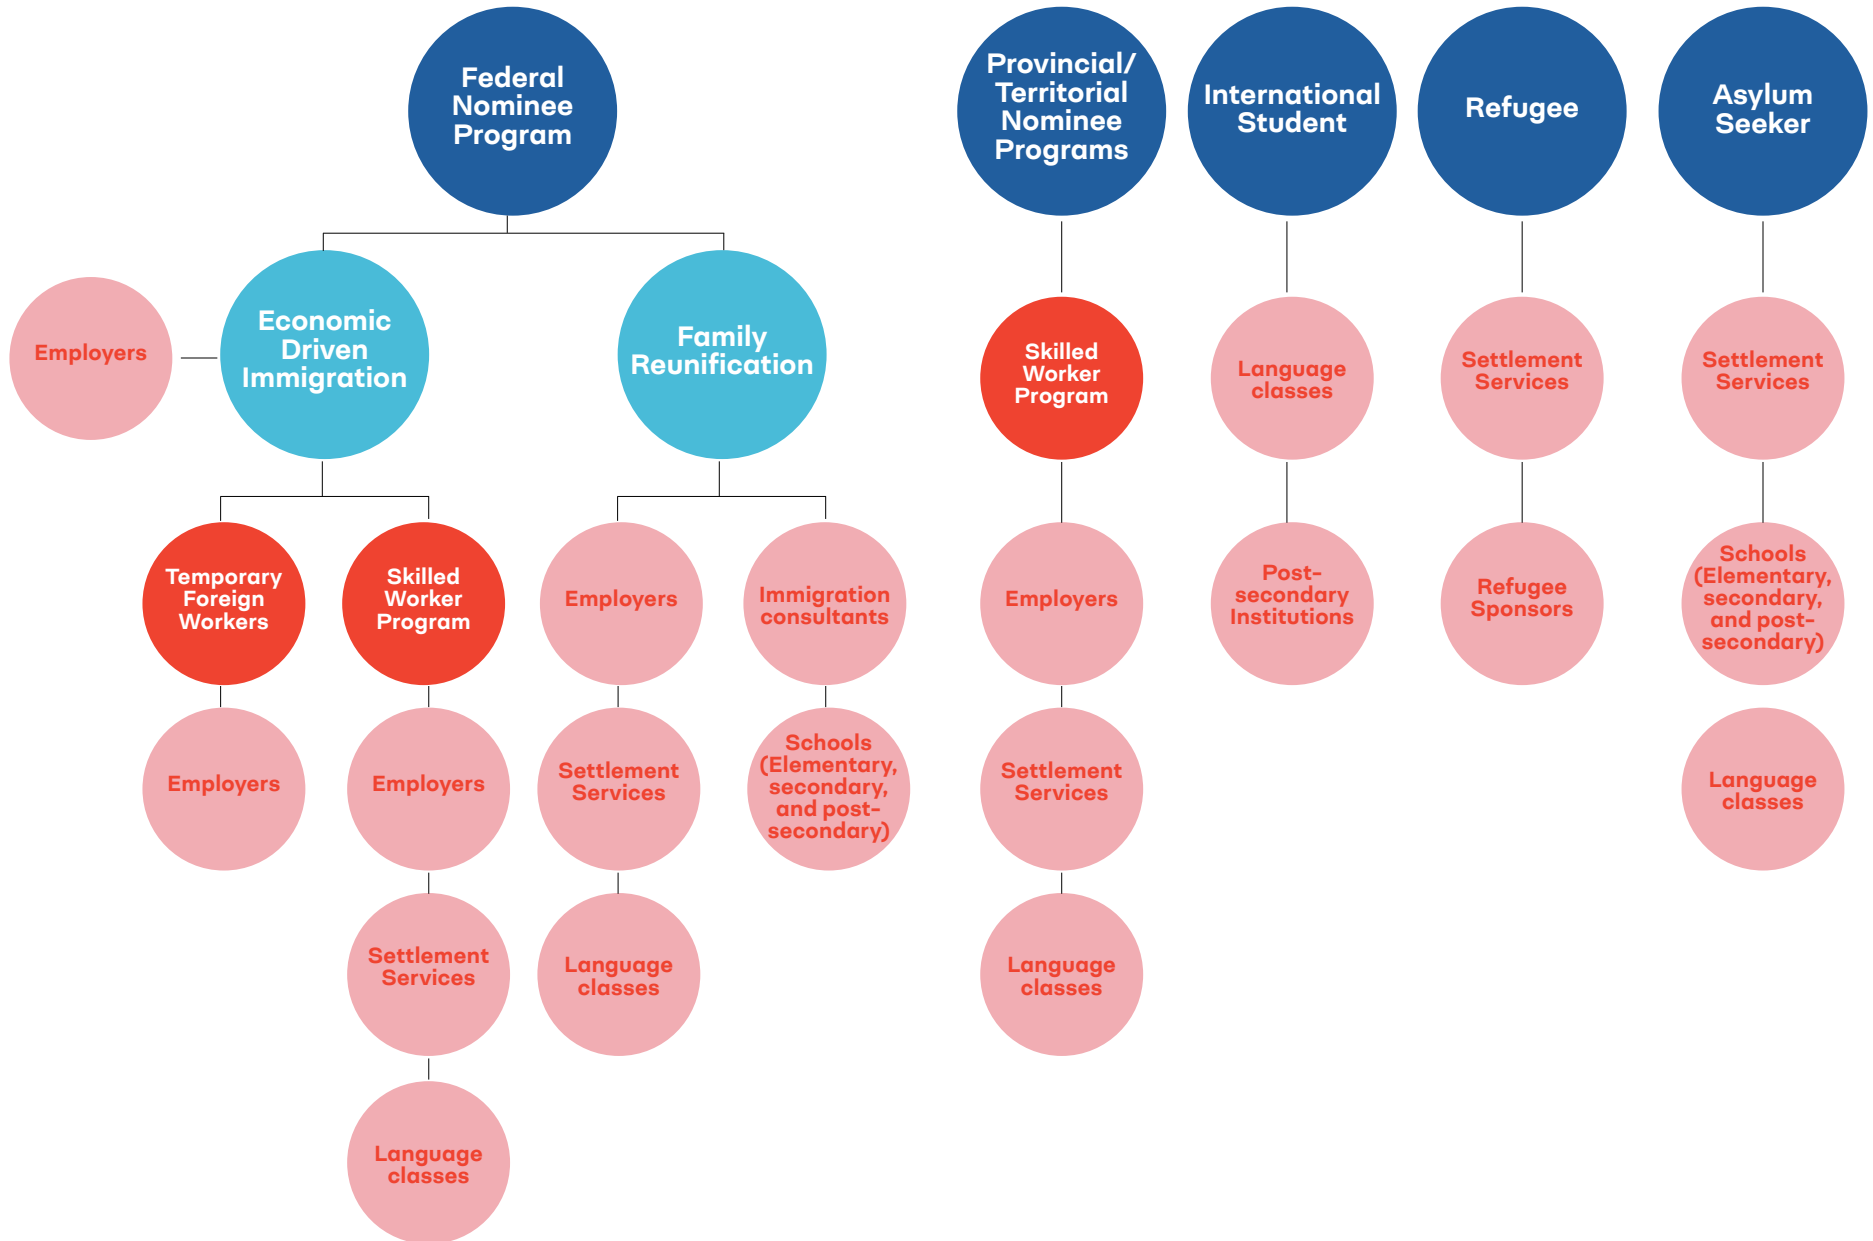 Federal
Nominee
Program
Provincial/
Territorial
Nominee
Programs
International
Student
Refugee
Asylum
Seeker
Employers
Economic
Driven
Immigration
Family
Reunification
Skilled
Worker
Program
Language
classes
Settlement
Services
Settlement
Services
Temporary
Foreign
Workers
Skilled
Worker
Program
Employers
Immigration
consultants
Employers
Post-
secondary
Institutions
Refugee
Sponsors
Schools
(Elementary,
secondary,
and post-
secondary)
Employers
Employers
Settlement
Services
Schools
(Elementary,
secondary,
and post-
secondary)
Settlement
Services
Language
classes
Settlement
Services
Language
classes
Language
classes
Language
classes